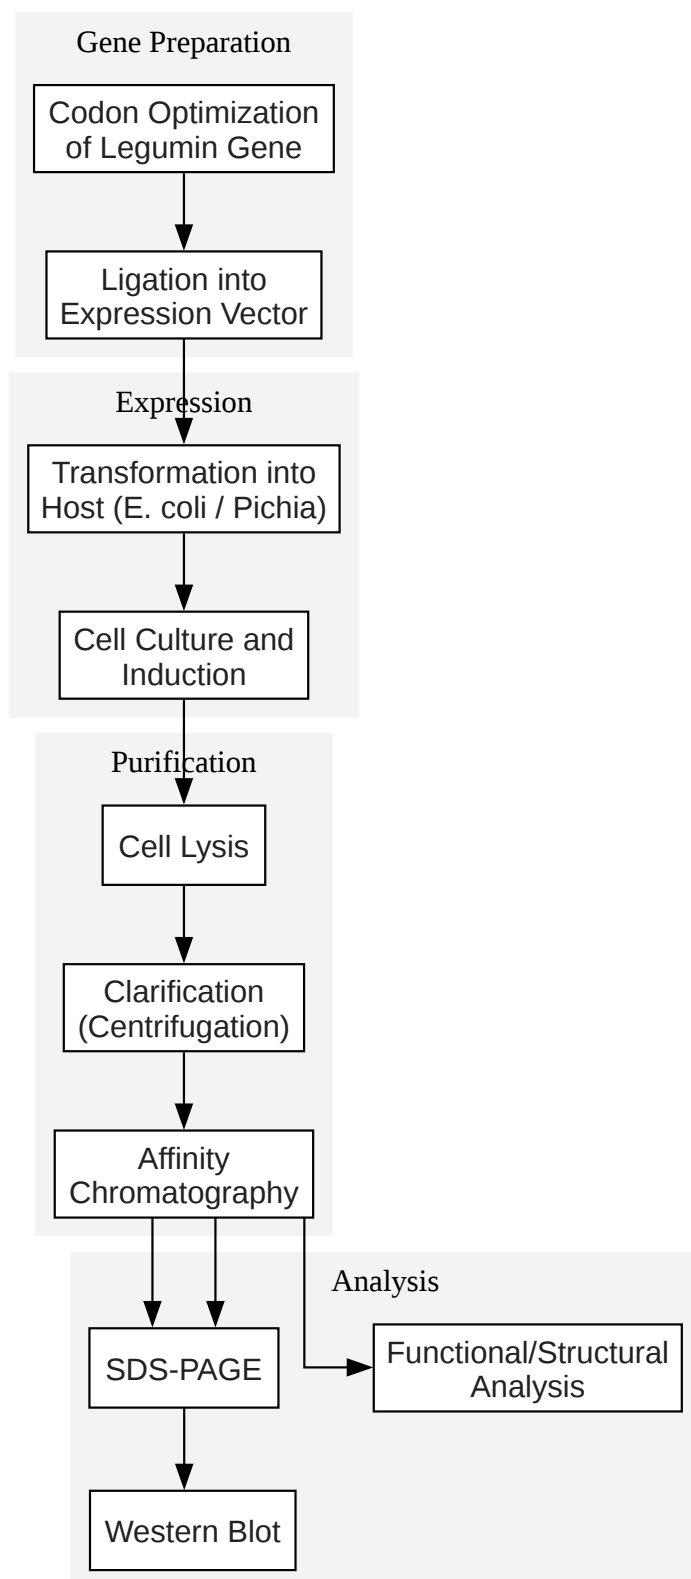 Gene Preparation
Codon Optimization
of Legumin Gene
Ligation into
Expression Vector
Expression
Transformation into
Host (E. coli / Pichia)
Cell Culture and
Induction
Purification
Cell Lysis
Clarification
(Centrifugation)
Affinity
Chromatography
Analysis
SDS-PAGE
Functional/Structural
Analysis
Western Blot